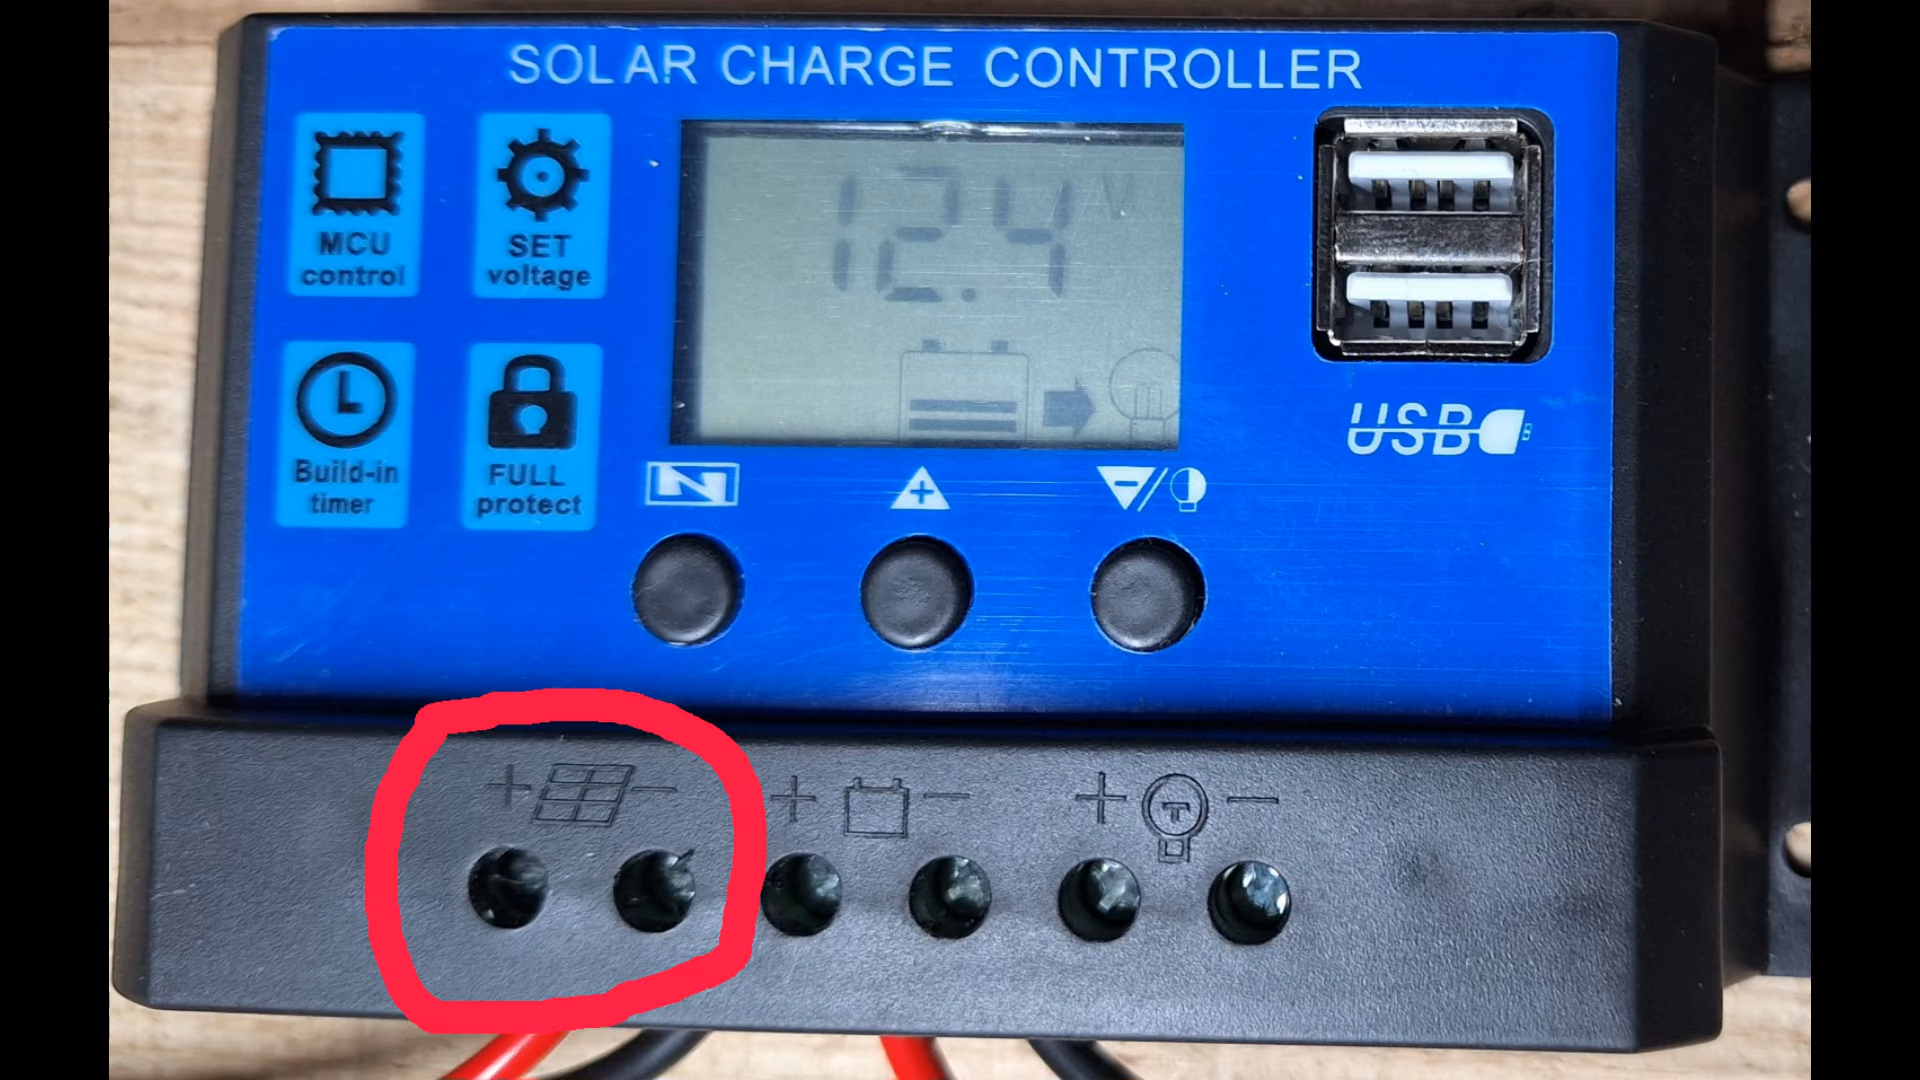 SOLAR CHARGE CONTROLLER
MCU
control
SET
voltage
12.4 V
Build-in
timer
FULL
protect
USB
+ -
+ -
+ T -